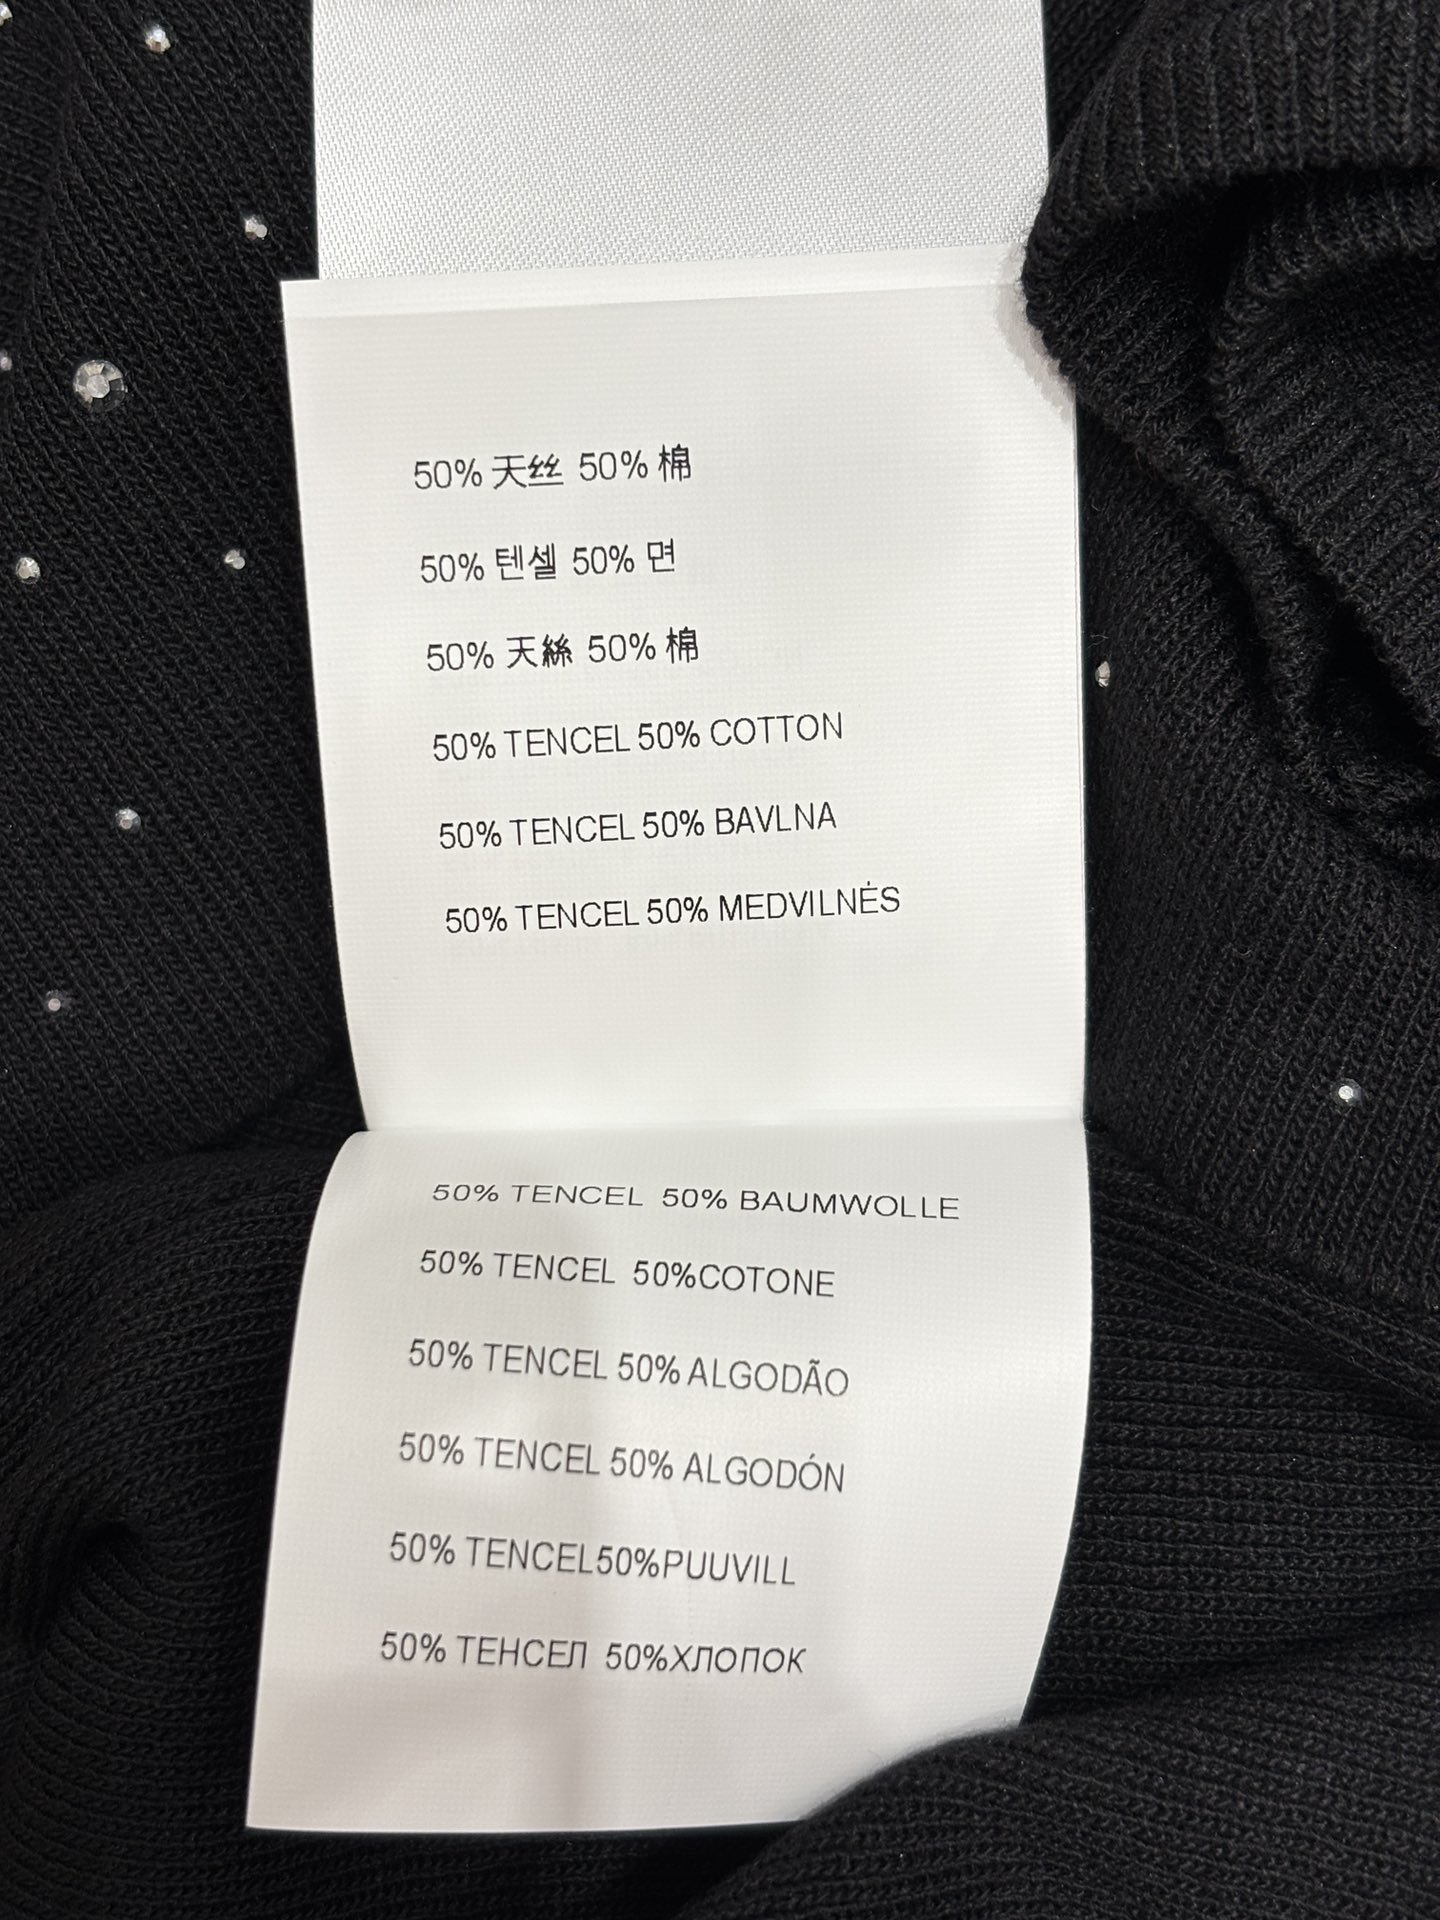 50% 天丝 50% 棉
50% 텐셀 50% 면
50% 天絲 50% 棉
50% TENCEL 50% COTTON
50% TENCEL 50% BAVLNA
50% TENCEL 50% MEDVILNĖS
50% TENCEL 50% BAUMWOLLE
50% TENCEL 50%COTONE
50% TENCEL 50% ALGODÃO
50% TENCEL 50% ALGODÓN
50% TENCEL50%PUUVILL
50% ТЕНСЕЛ 50%ХЛОПОК